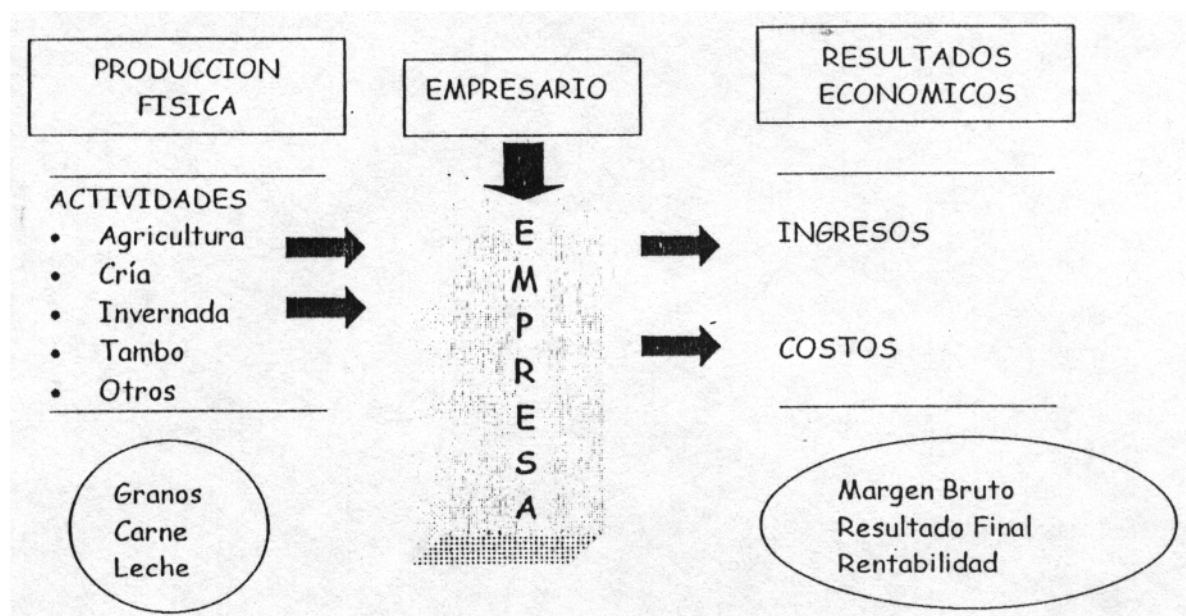 PRODUCCION
FISICA
EMPRESARIO
RESULTADOS
ECONOMICOS
ACTIVIDADES
• Agricultura
• Cría
• Invernada
• Tambo
• Otros
Granos
Carne
Leche
E
M
P
R
E
S
A
INGRESOS
COSTOS
Margen Bruto
Resultado Final
Rentabilidad